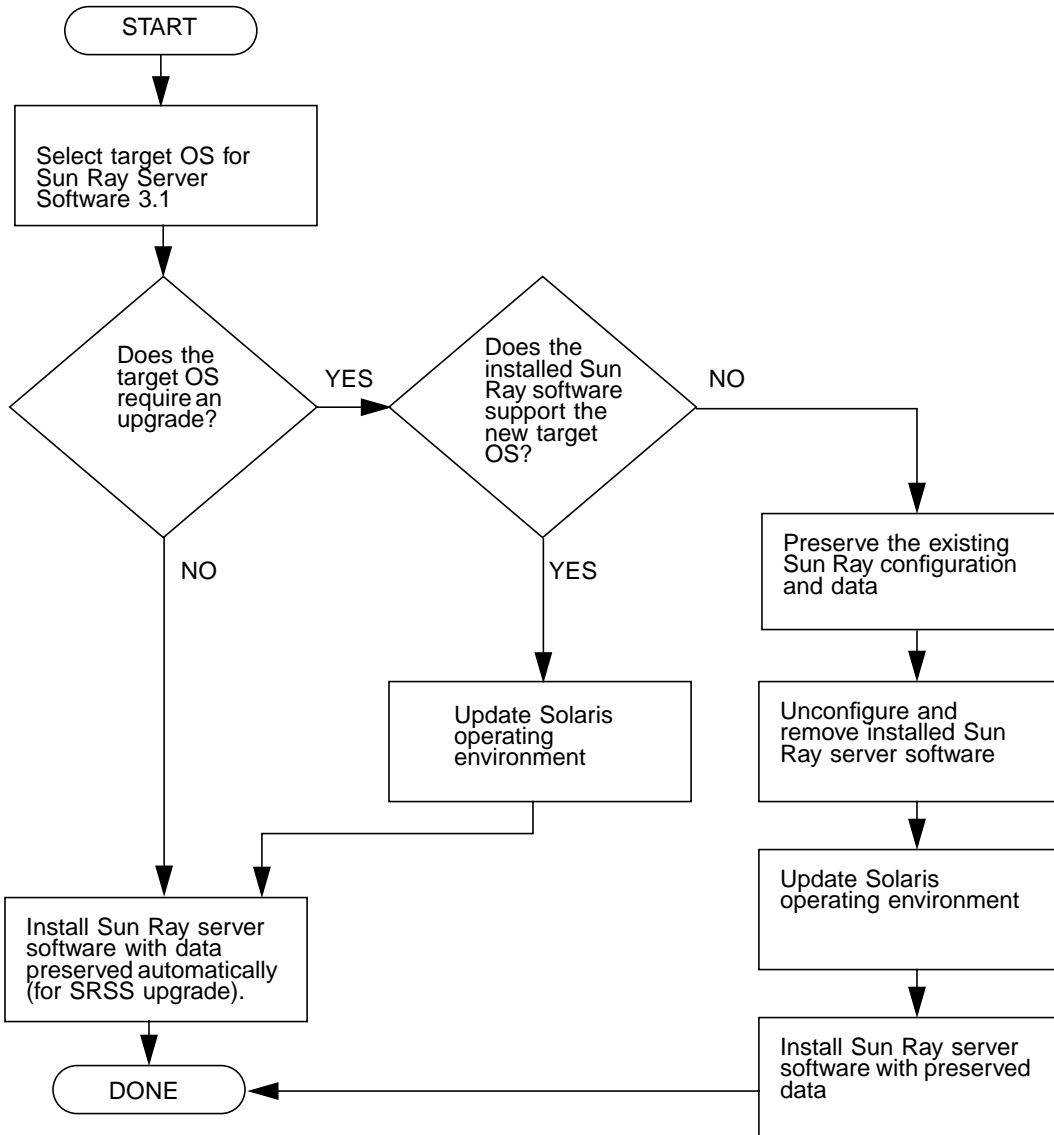 START
Select target OS for
Sun Ray Server
Software 3.1
Does the
target OS
require an
upgrade?
YES
Does the
installed Sun
Ray software
support the
new target
OS?
NO
NO
YES
Preserve the existing
Sun Ray configuration
and data
Update Solaris
operating
environment
Unconfigure and
remove installed Sun
Ray server software
Update Solaris
operating environment
Install Sun Ray server
software with data
preserved automatically
(for SRSS upgrade).
Install Sun Ray server
software with preserved
data
DONE